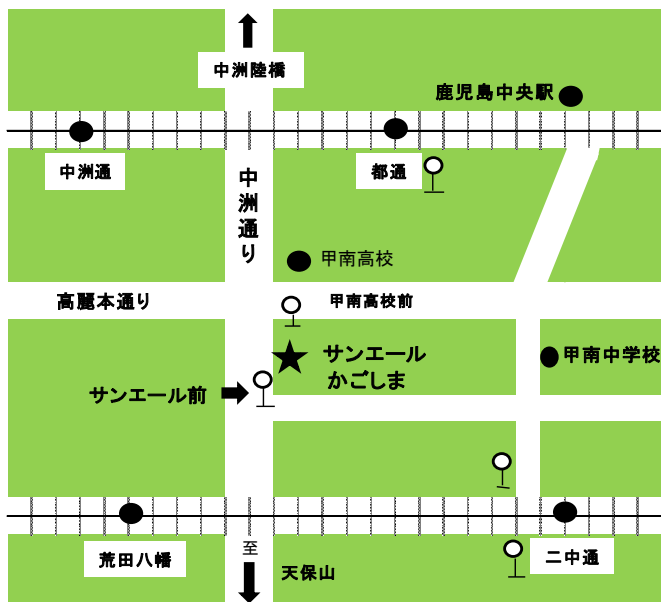 中洲陸橋
鹿児島中央駅
中洲通
都通
中洲通り
甲南高校
高麗本通り
甲南高校前
サンエール
かごしま
甲南中学校
サンエール前
荒田八幡
至
天保山
二中通